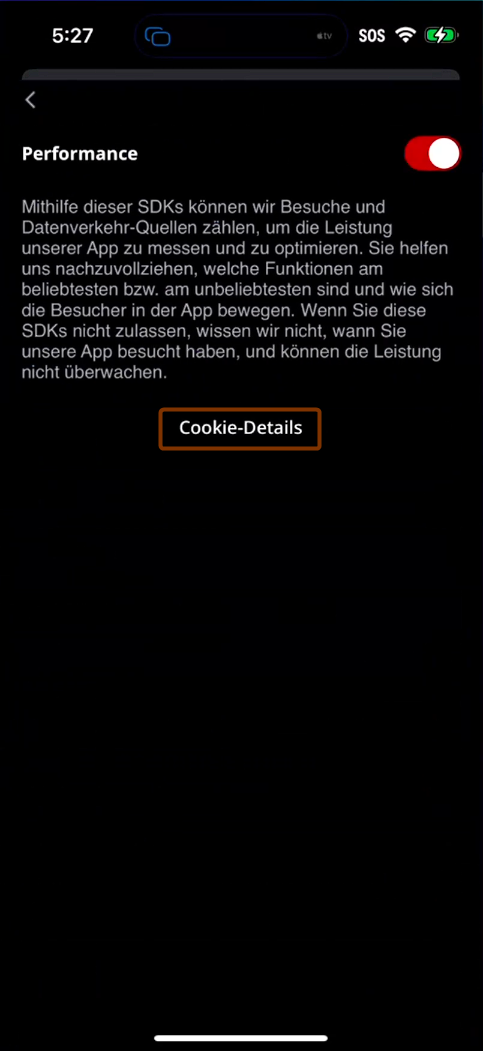 5:27
tv
SOS
Performance
Mithilfe dieser SDKs können wir Besuche und
Datenverkehr-Quellen zählen, um die Leistung
unserer App zu messen und zu optimieren. Sie helfen
uns nachzuvollziehen, welche Funktionen am
beliebtesten bzw. am unbeliebtesten sind und wie sich
die Besucher in der App bewegen. Wenn Sie diese
SDKs nicht zulassen, wissen wir nicht, wann Sie
unsere App besucht haben, und können die Leistung
nicht überwachen.
Cookie-Details